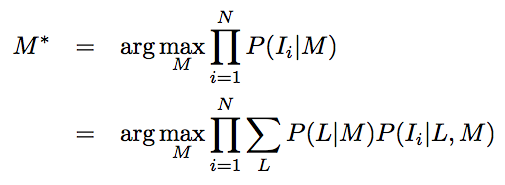 M* = arg max_M ∏_{i=1}^{N} P(I_i|M)
= arg max_M ∏_{i=1}^{N} ∑_L P(L|M)P(I_i|L, M)